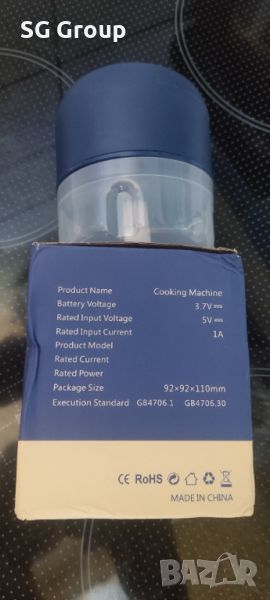 SG Group
Product Name Cooking Machine
Battery Voltage 3.7V⎓
Rated Input Voltage 5V⎓
Rated Input Current 1A
Product Model
Rated Current
Rated Power
Package Size 92×92×110mm
Execution Standard GB4706.1 GB4706.30
CE RoHS
MADE IN CHINA
BAZAR.BG